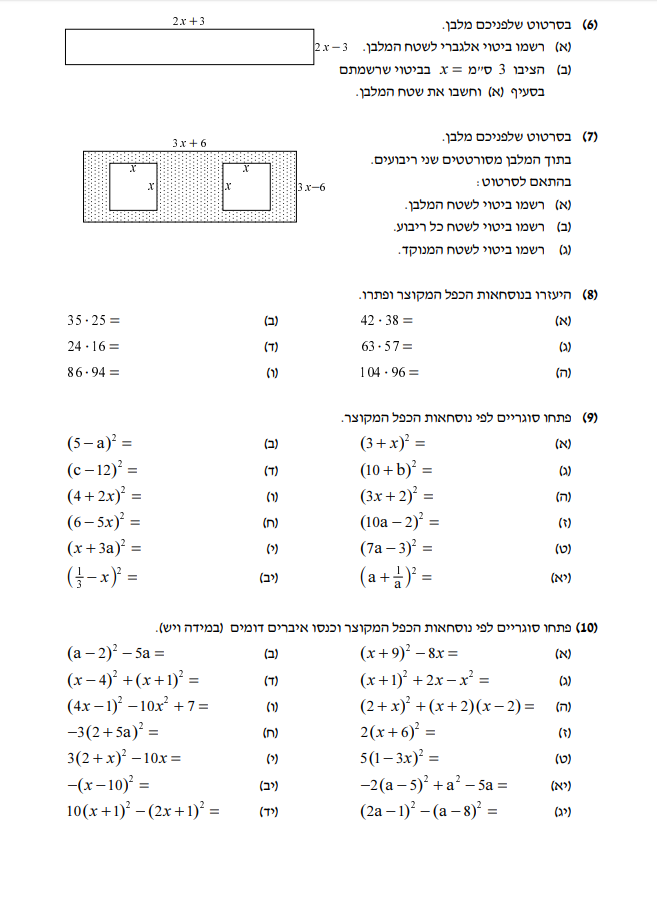 (6) בסרטוט שלפניכם מלבן.
(א) רשמו ביטוי אלגברי לשטח המלבן.
(ב) הציבו 3 ס״מ = x בביטוי שרשמתם
בסעיף (א) וחשבו את שטח המלבן.
2x+3
2x−3
(7) בסרטוט שלפניכם מלבן.
בתוך המלבן מסורטטים שני ריבועים.
בהתאם לסרטוט:
(א) רשמו ביטוי לשטח המלבן.
(ב) רשמו ביטוי לשטח כל ריבוע.
(ג) רשמו ביטוי לשטח המנוקד.
3x+6
x x
x x
3x−6
(8) היעזרו בנוסחאות הכפל המקוצר ופתרו.
(א) 42·38 = (ב) 35·25 =
(ג) 63·57 = (ד) 24·16 =
(ה) 104·96 = (ו) 86·94 =
(9) פתחו סוגריים לפי נוסחאות הכפל המקוצר.
(א) (3+x)² = (ב) (5−a)² =
(ג) (10+b)² = (ד) (c−12)² =
(ה) (3x+2)² = (ו) (4+2x)² =
(ז) (10a−2)² = (ח) (6−5x)² =
(ט) (7a−3)² = (י) (x+3a)² =
(יא) (a+1/a)² = (יב) (1/3−x)² =
(10) פתחו סוגריים לפי נוסחאות הכפל המקוצר וכנסו איברים דומים (במידה ויש).
(א) (x+9)²−8x = (ב) (a−2)²−5a =
(ג) (x+1)²+2x−x² = (ד) (x−4)²+(x+1)² =
(ה) (2+x)²+(x+2)(x−2) = (ו) (4x−1)²−10x²+7 =
(ז) 2(x+6)² = (ח) −3(2+5a)² =
(ט) 5(1−3x)² = (י) 3(2+x)²−10x =
(יא) −2(a−5)²+a²−5a = (יב) −(x−10)² =
(יג) (2a−1)²−(a−8)² = (יד) 10(x+1)²−(2x+1)² =